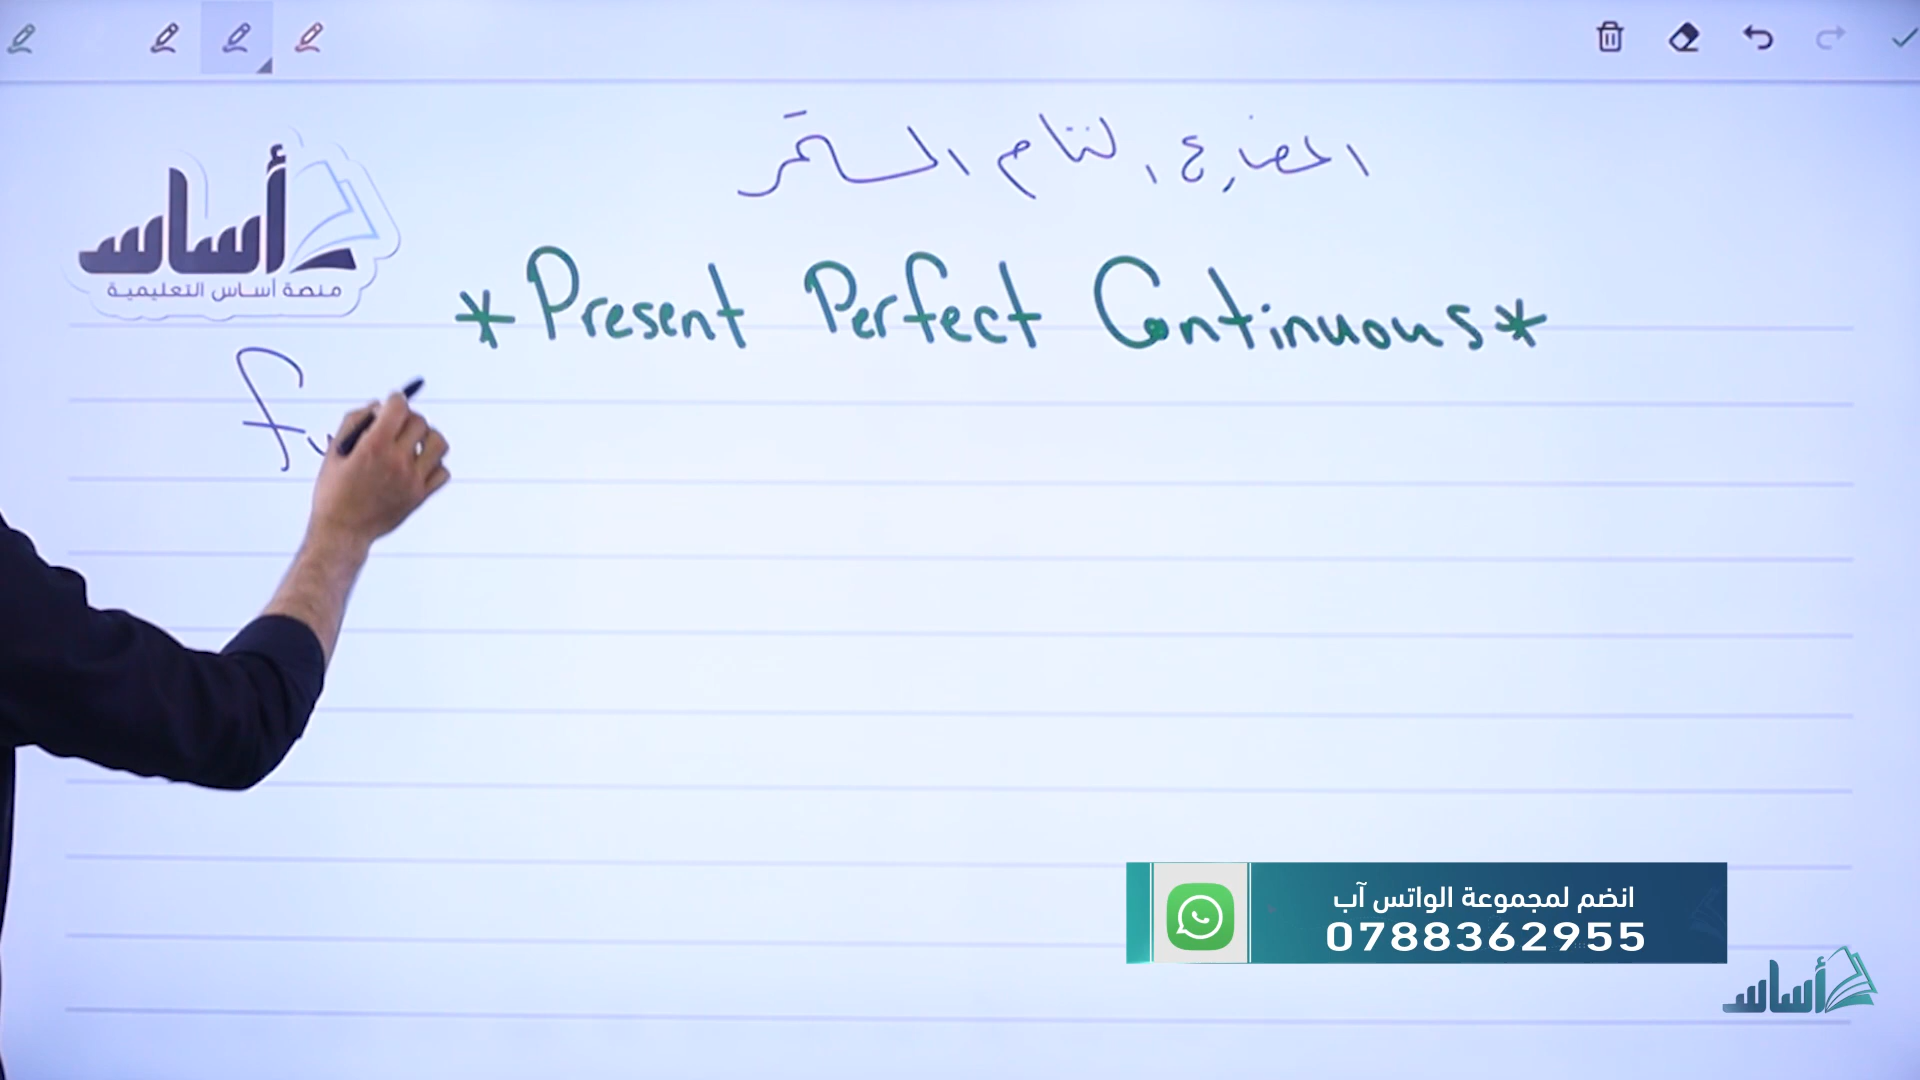 المضارع التام المستمر
أساس
منصة أساس التعليمية
*Present Perfect Continuous*
انضم لمجموعة الواتس آب
0788362955
أساس